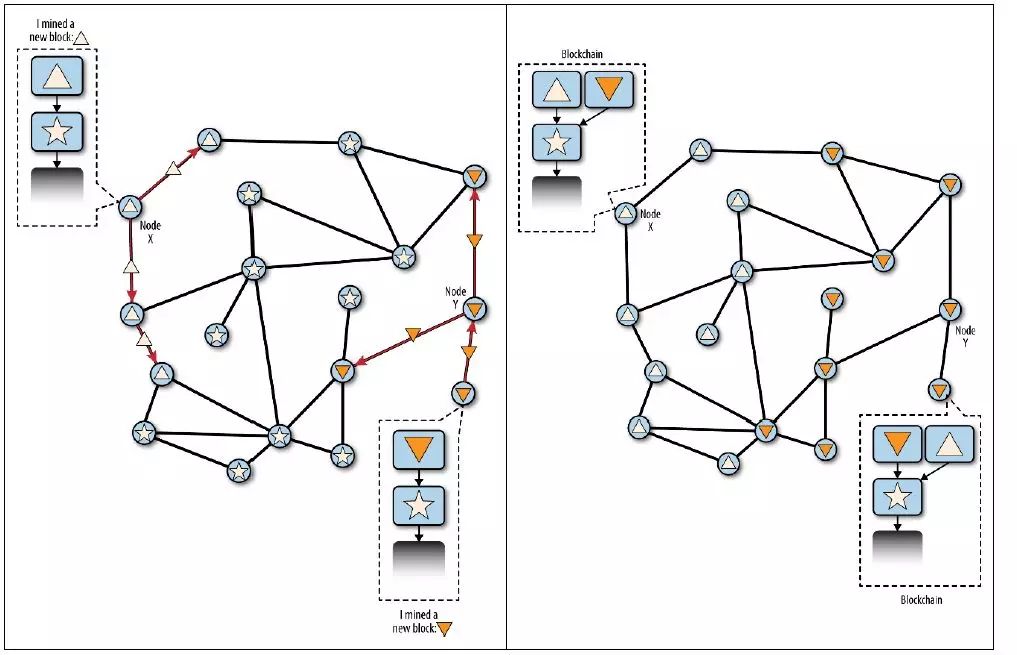 I mined a
new block:
Node
X
Node
Y
I mined a
new block:
Blockchain
Node
X
Node
Y
Blockchain